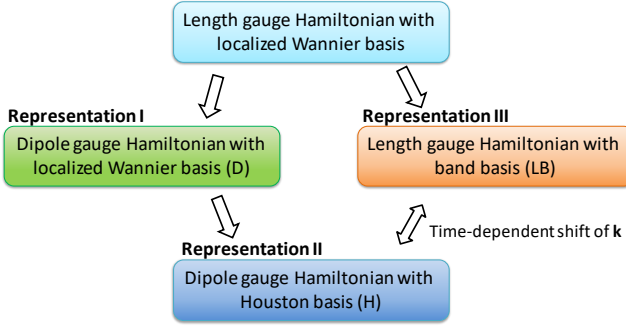 Length gauge Hamiltonian with
localized Wannier basis
Representation I
Dipole gauge Hamiltonian with
localized Wannier basis (D)
Representation III
Length gauge Hamiltonian with
band basis (LB)
Time-dependent shift of k
Representation II
Dipole gauge Hamiltonian with
Houston basis (H)